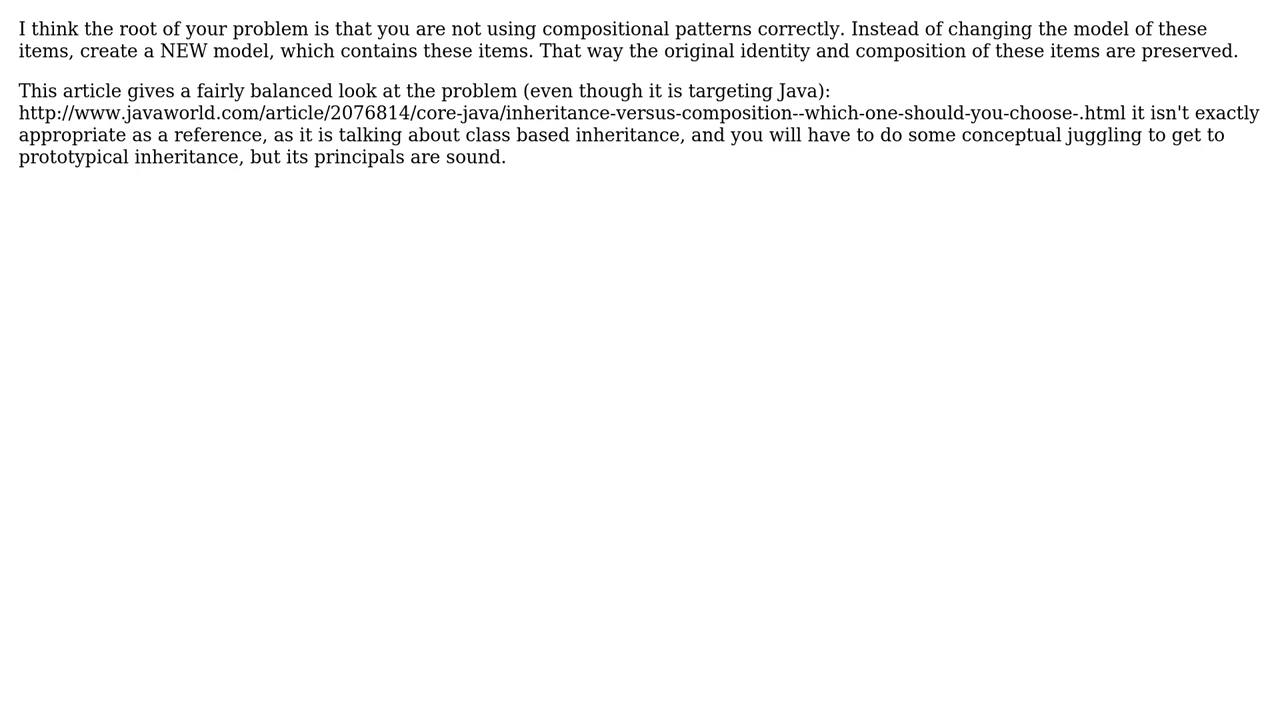 I think the root of your problem is that you are not using compositional patterns correctly. Instead of changing the model of these
items, create a NEW model, which contains these items. That way the original identity and composition of these items are preserved.
This article gives a fairly balanced look at the problem (even though it is targeting Java):
http://www.javaworld.com/article/2076814/core-java/inheritance-versus-composition--which-one-should-you-choose-.html it isn't exactly
appropriate as a reference, as it is talking about class based inheritance, and you will have to do some conceptual juggling to get to
prototypical inheritance, but its principals are sound.